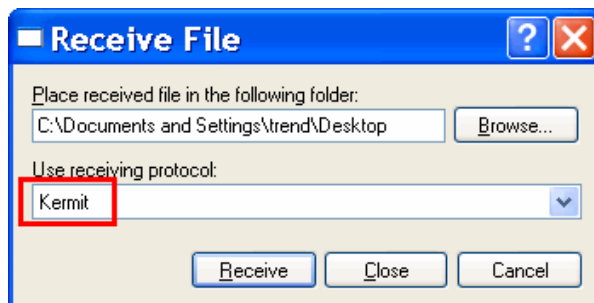 Receive File
Place received file in the following folder:
C:\Documents and Settings\trend\Desktop Browse...
Use receiving protocol:
Kermit
Receive Close Cancel